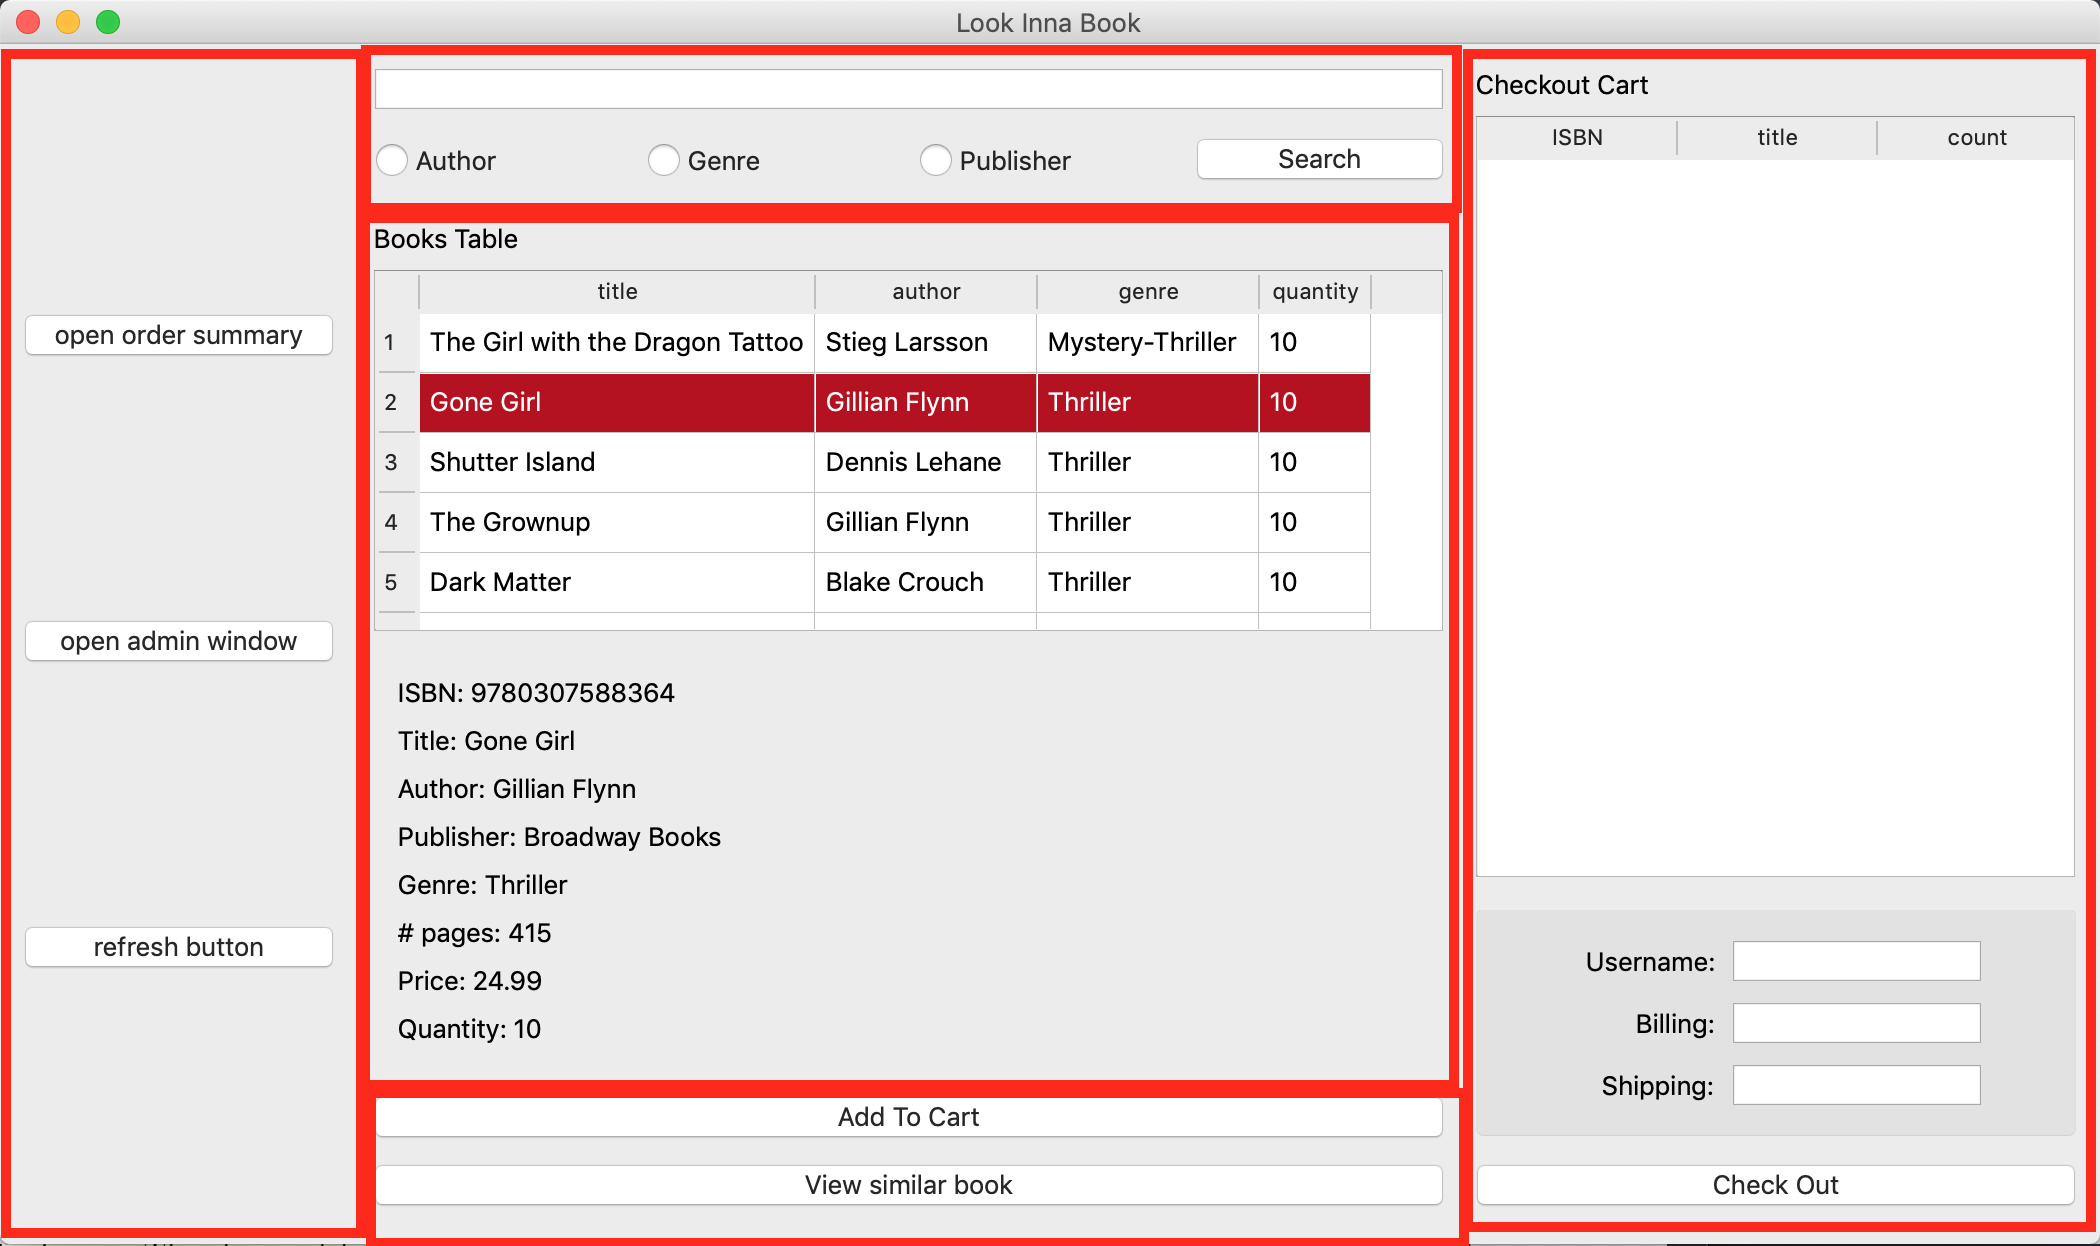 Look Inna Book
open order summary
open admin window
refresh button
Author Genre Publisher Search
Books Table
title author genre quantity
1 The Girl with the Dragon Tattoo Stieg Larsson Mystery-Thriller 10
2 Gone Girl Gillian Flynn Thriller 10
3 Shutter Island Dennis Lehane Thriller 10
4 The Grownup Gillian Flynn Thriller 10
5 Dark Matter Blake Crouch Thriller 10
ISBN: 9780307588364
Title: Gone Girl
Author: Gillian Flynn
Publisher: Broadway Books
Genre: Thriller
# pages: 415
Price: 24.99
Quantity: 10
Add To Cart
View similar book
Checkout Cart
ISBN title count
Username:
Billing:
Shipping:
Check Out